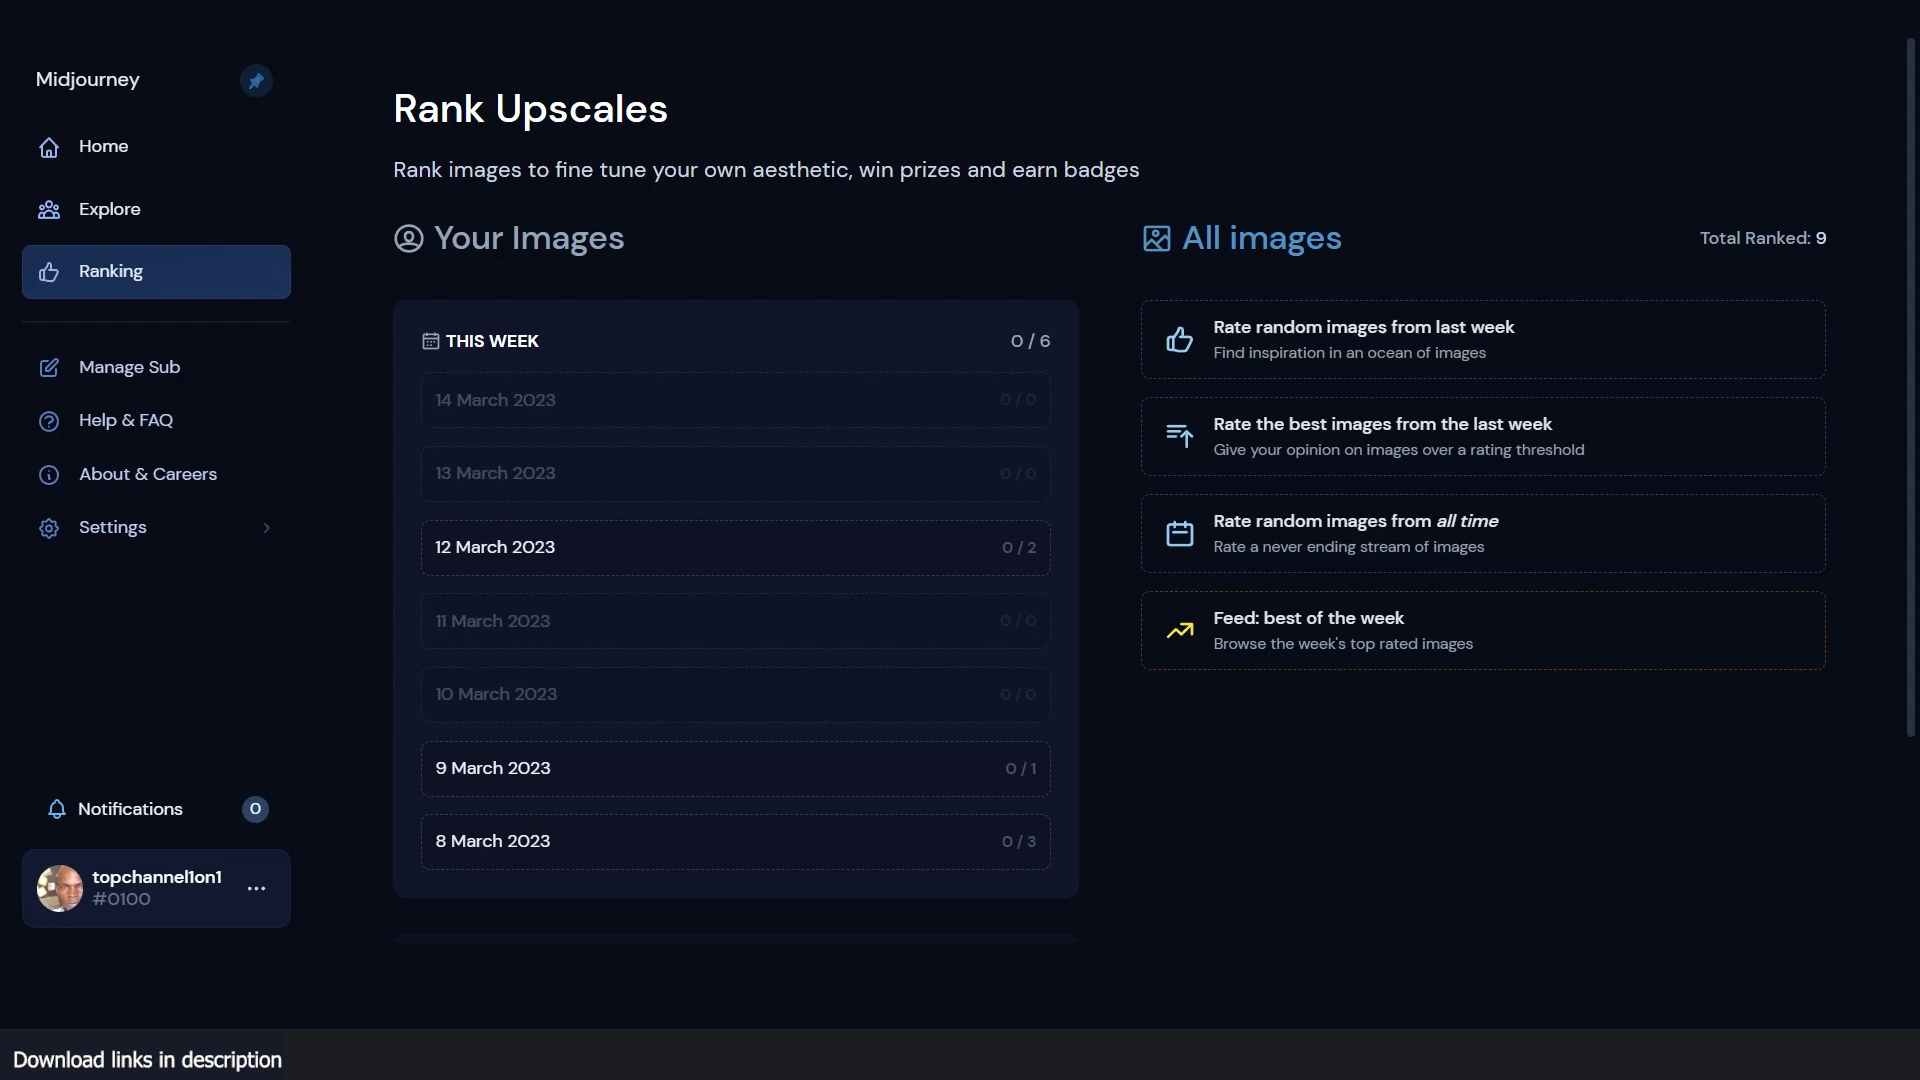 Midjourney
Home
Explore
Ranking
Manage Sub
Help & FAQ
About & Careers
Settings
Notifications
0
topchannel1on1
#0100
Rank Upscales
Rank images to fine tune your own aesthetic, win prizes and earn badges
Your Images
THIS WEEK 0 / 6
14 March 2023 0 / 0
13 March 2023 0 / 0
12 March 2023 0 / 2
11 March 2023 0 / 0
10 March 2023 0 / 0
9 March 2023 0 / 1
8 March 2023 0 / 3
All images
Total Ranked: 9
Rate random images from last week
Find inspiration in an ocean of images
Rate the best images from the last week
Give your opinion on images over a rating threshold
Rate random images from all time
Rate a never ending stream of images
Feed: best of the week
Browse the week's top rated images
Download links in description